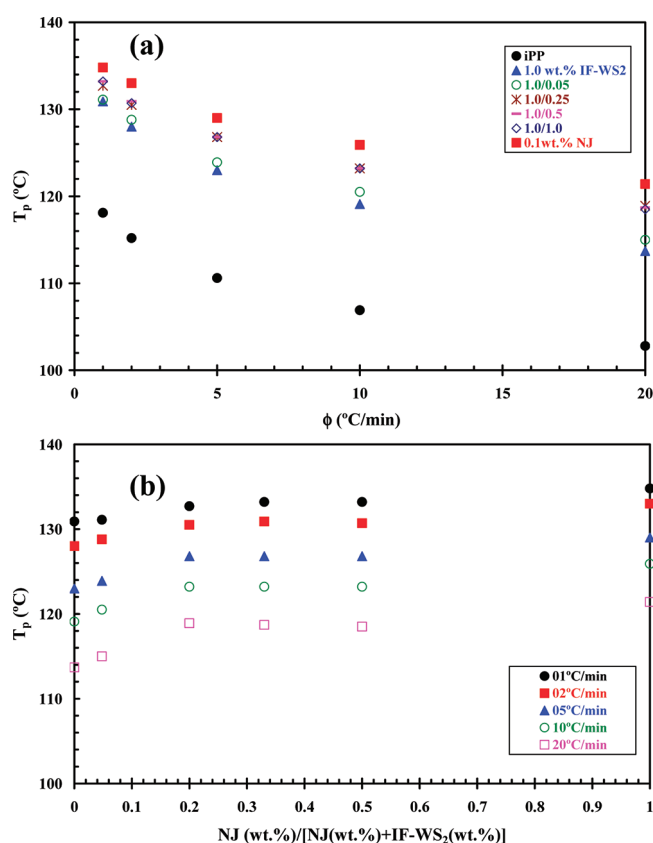 (a)
140
130
120
110
100
0
5
10
15
20
Tp (ºC)
ϕ (ºC/min)
iPP
1.0 wt.% IF-WS2
1.0/0.05
1.0/0.25
1.0/0.5
1.0/1.0
0.1wt.% NJ
(b)
140
130
120
110
100
0
0.1
0.2
0.3
0.4
0.5
0.6
0.7
0.8
0.9
1
Tp (ºC)
NJ (wt.%)/[NJ(wt.%)+IF-WS2(wt.%)]
01ºC/min
02ºC/min
05ºC/min
10ºC/min
20ºC/min